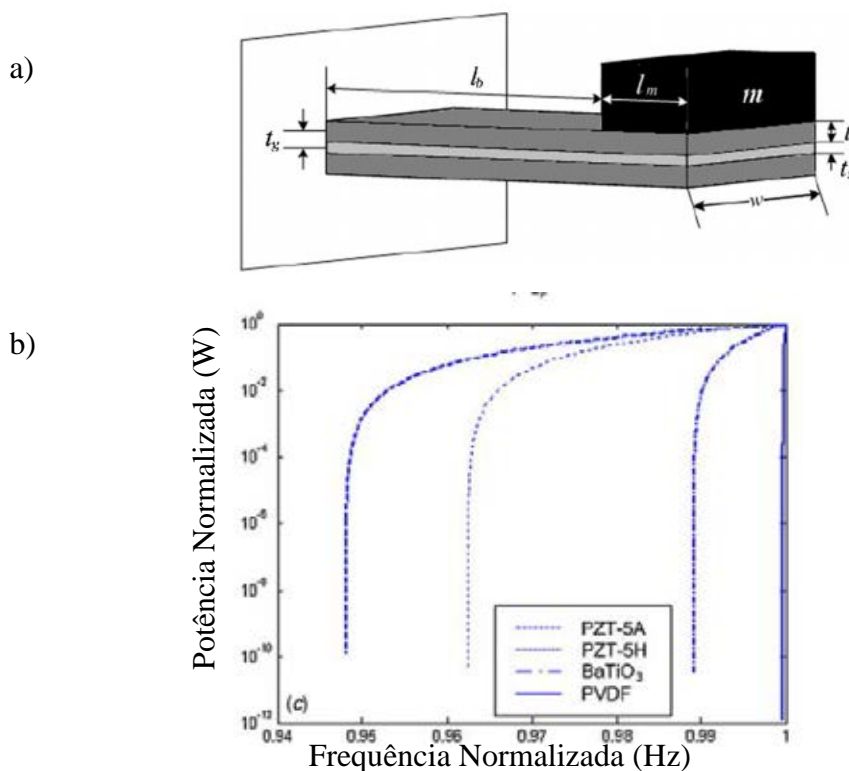 a)
l_b
l_m
m
t_g
w
b)
Potência Normalizada (W)
10^0
10^-2
10^-4
10^-6
10^-8
10^-10
10^-12
(c)
PZT-5A
PZT-5H
BaTiO₃
PVDF
0.94 0.95 0.96 0.97 0.98 0.99 1
Frequência Normalizada (Hz)